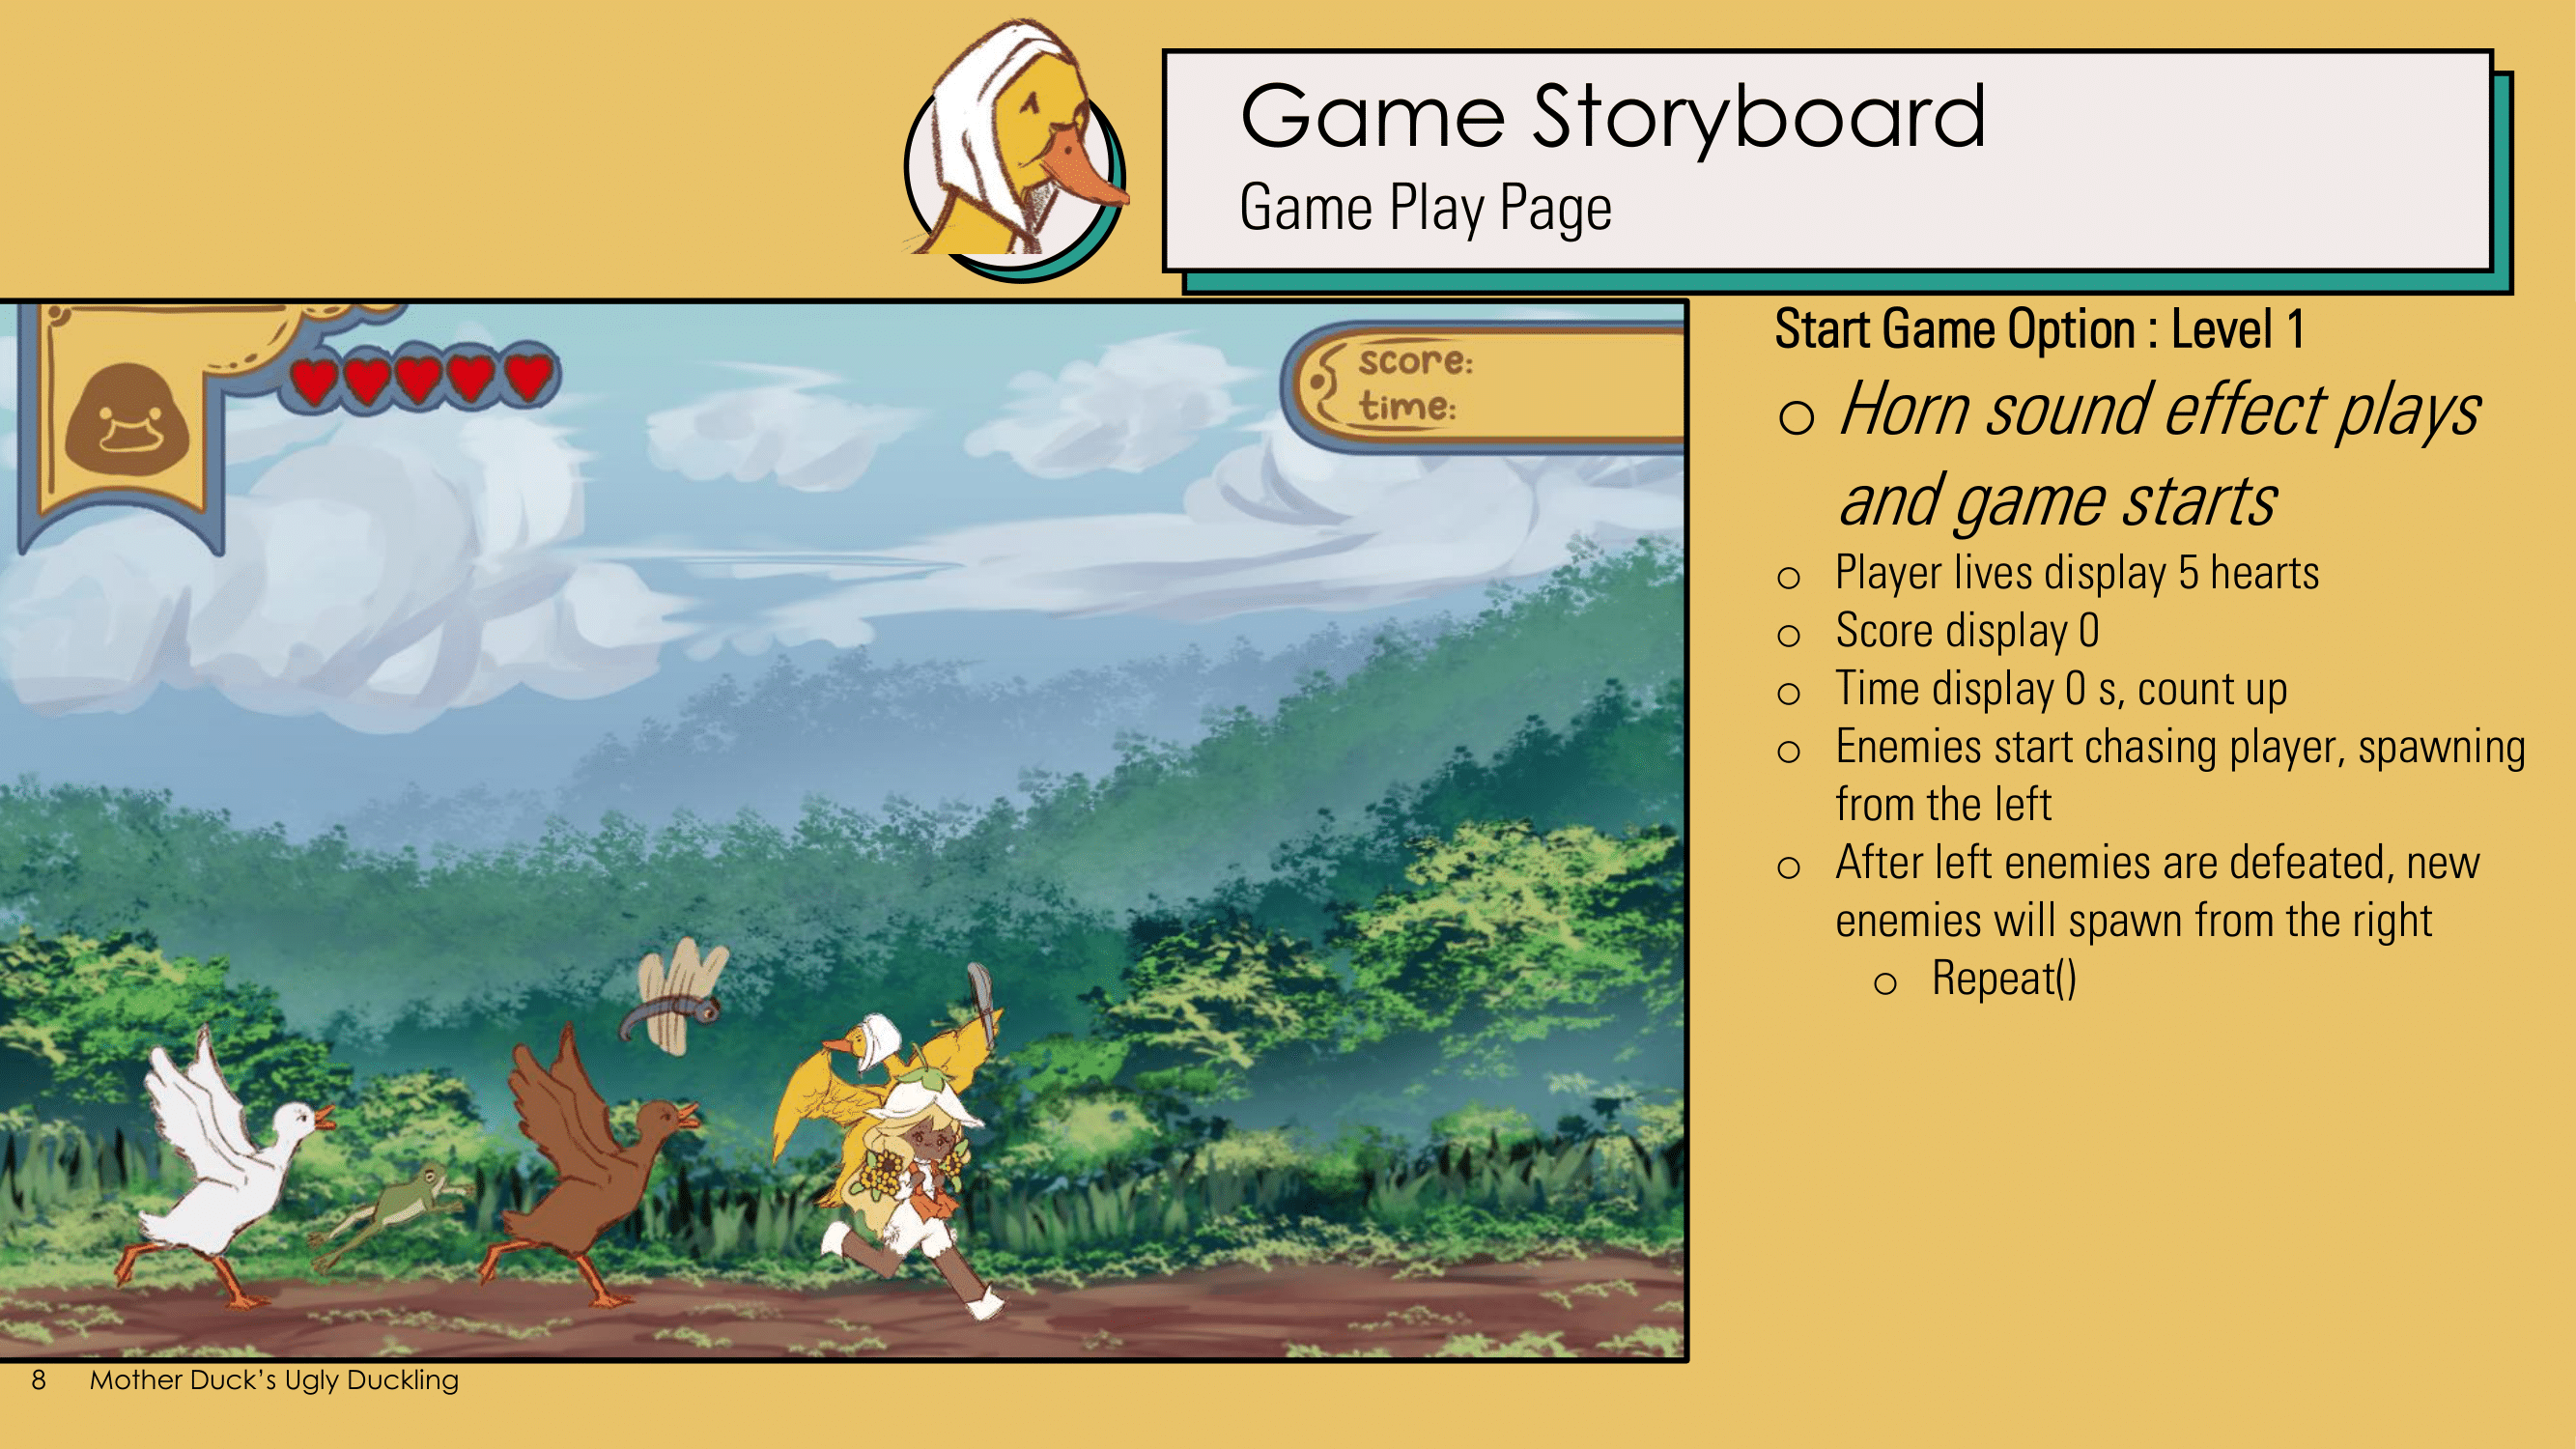 Game Storyboard
Game Play Page
score:
time:
Start Game Option : Level 1
o Horn sound effect plays
and game starts
o Player lives display 5 hearts
o Score display 0
o Time display 0 s, count up
o Enemies start chasing player, spawning
from the left
o After left enemies are defeated, new
enemies will spawn from the right
o Repeat()
8 Mother Duck’s Ugly Duckling